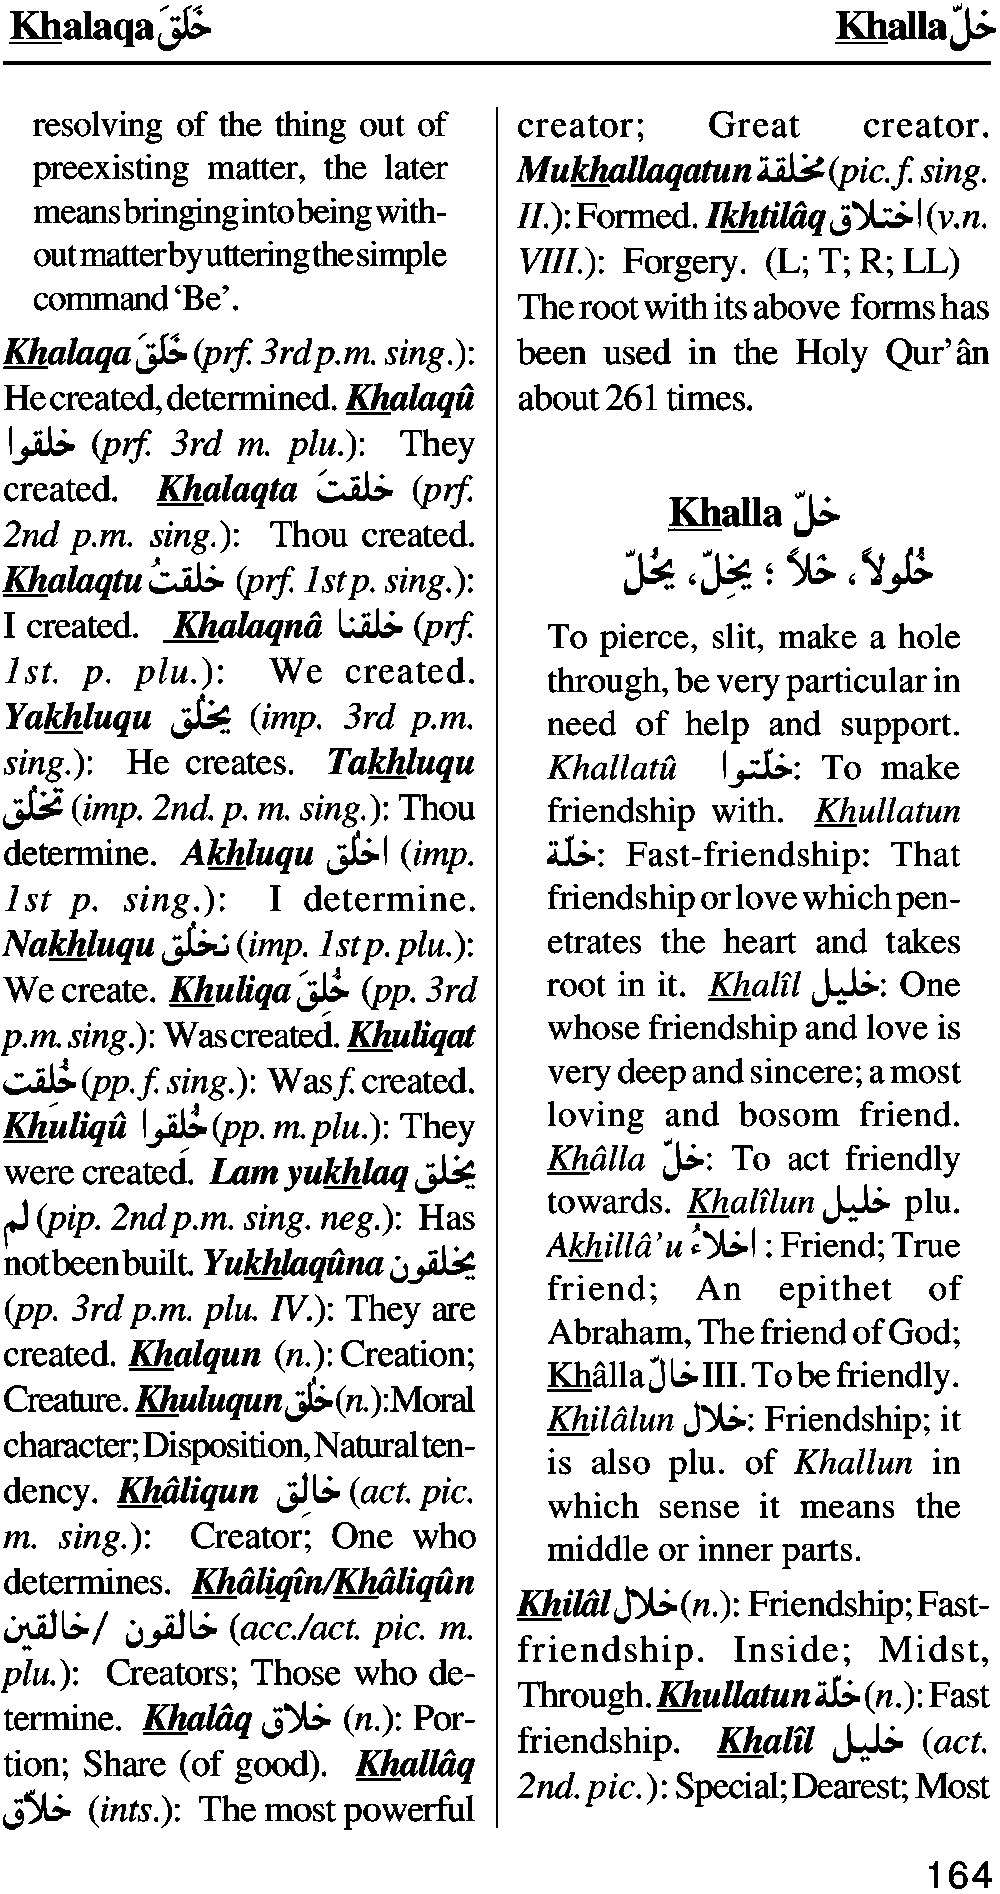 Khalaqa خَلَقَ
Khalla خلّ
resolving of the thing out of
preexisting matter, the later
means bringing into being with-
out matter by uttering the simple
command ‘Be’.
Khalaqa خَلَقَ (prf. 3rd p.m. sing.):
He created, determined. Khalaqû
خلقوا (prf. 3rd m. plu.): They
created. Khalaqta خلقتَ (prf.
2nd p.m. sing.): Thou created.
Khalaqtu خلقتُ (prf. 1st p. sing.):
I created. Khalaqnâ خلقنا (prf.
1st. p. plu.): We created.
Yakhluqu يخلُق (imp. 3rd p.m.
sing.): He creates. Takhluqu
تَخلُق (imp. 2nd. p. m. sing.): Thou
determine. Akhluqu اخلُق (imp.
1st p. sing.): I determine.
Nakhluqu نخلُق (imp. 1st p. plu.):
We create. Khuliqa خُلِقَ (pp. 3rd
p.m. sing.): Was created. Khuliqat
خُلِقت (pp. f. sing.): Was f. created.
Khuliqû خُلِقوا (pp. m. plu.): They
were created. Lam yukhlaq يخلق
لم (pip. 2nd p.m. sing. neg.): Has
not been built. Yukhlaqûna يخلقون
(pp. 3rd p.m. plu. IV.): They are
created. Khalqun (n.): Creation;
Creature. Khuluqun خُلُق (n.): Moral
character; Disposition, Natural ten-
dency. Khâliqun خالِق (act. pic.
m. sing.): Creator; One who
determines. Khâliqîn/Khâliqûn
خالقون /خالقين (acc./act. pic. m.
plu.): Creators; Those who de-
termine. Khalâq خلاق (n.): Por-
tion; Share (of good). Khallâq
خلاّق (ints.): The most powerful
creator; Great creator.
Mukhallaqatun مخلقة (pic. f. sing.
II.): Formed. Ikhtilâq اختلاق (v.n.
VIII.): Forgery. (L; T; R; LL)
The root with its above forms has
been used in the Holy Qur’ân
about 261 times.
Khalla خلّ
خُلولاً، خَلاً ؛ يخِلّ، يخُلّ
To pierce, slit, make a hole
through, be very particular in
need of help and support.
Khallatû خلّتوا: To make
friendship with. Khullatun
خلّة: Fast-friendship: That
friendship or love which pen-
etrates the heart and takes
root in it. Khalîl خليل: One
whose friendship and love is
very deep and sincere; a most
loving and bosom friend.
Khâlla خلّ: To act friendly
towards. Khalîlun خليل plu.
Akhillâ’u اخلاءُ : Friend; True
friend; An epithet of
Abraham, The friend of God;
Khâlla خالّ III. To be friendly.
Khilâlun خلال: Friendship; it
is also plu. of Khallun in
which sense it means the
middle or inner parts.
Khilâl خلال (n.): Friendship; Fast-
friendship. Inside; Midst,
Through. Khullatun خلّة (n.): Fast
friendship. Khalîl خليل (act.
2nd. pic.): Special; Dearest; Most
164